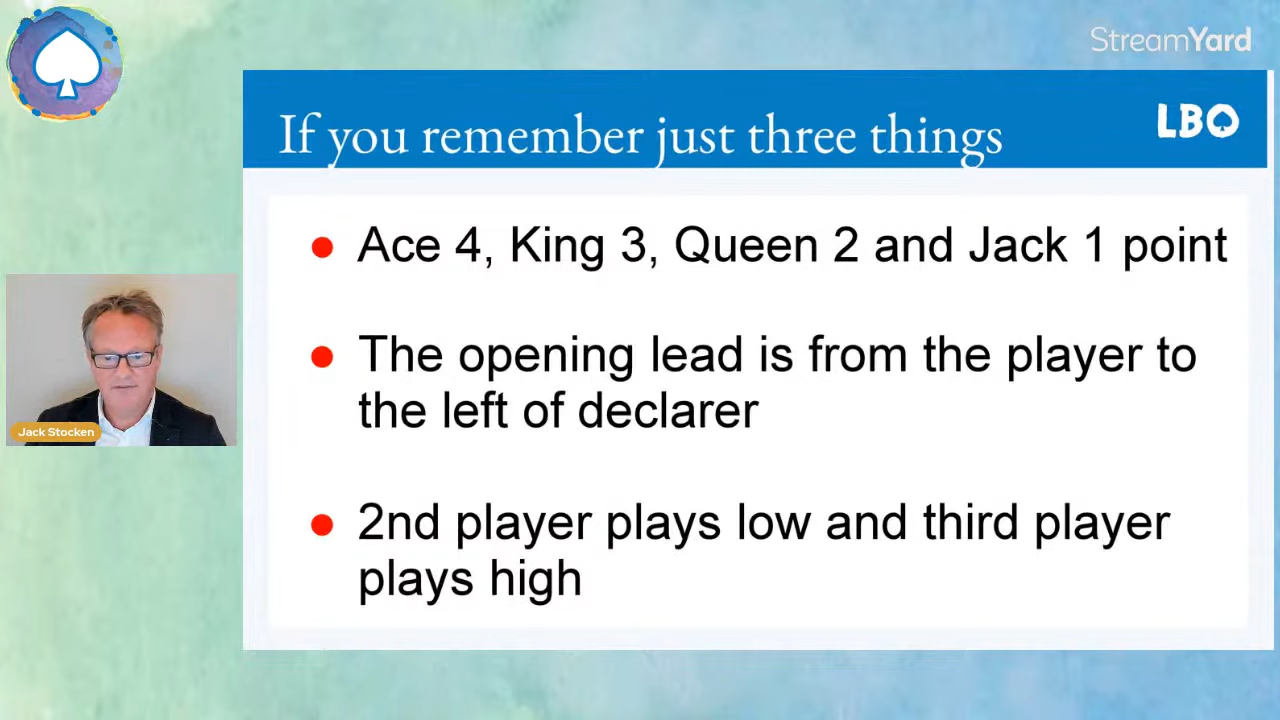 StreamYard
If you remember just three things
LBO
Ace 4, King 3, Queen 2 and Jack 1 point
The opening lead is from the player to
the left of declarer
2nd player plays low and third player
plays high
Jack Stocken